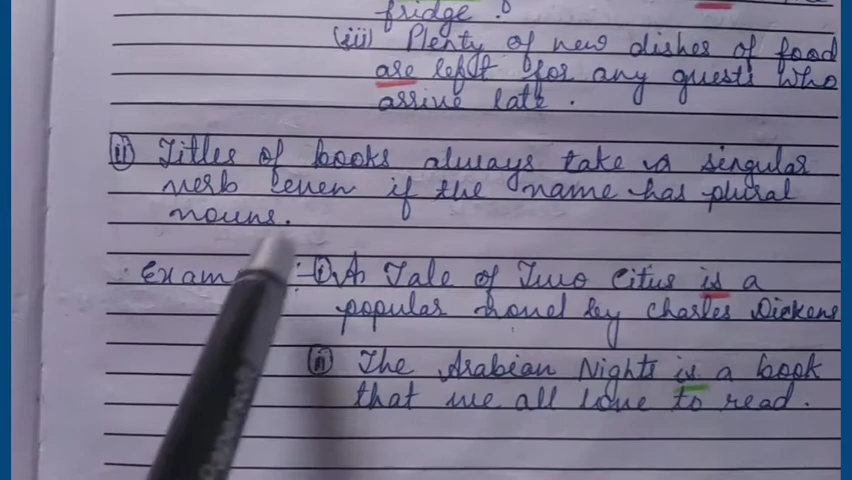 fridge.
(iii) Plenty of new dishes of food
are left for any guests who
arrive late.
(ii) Titles of books always take a singular
verb even if the name has plural
nouns.
Exam :- (i) A Tale of Two Cities is a
popular novel by Charles Dickens
(ii) The Arabian Nights is a book
that we all love to read.